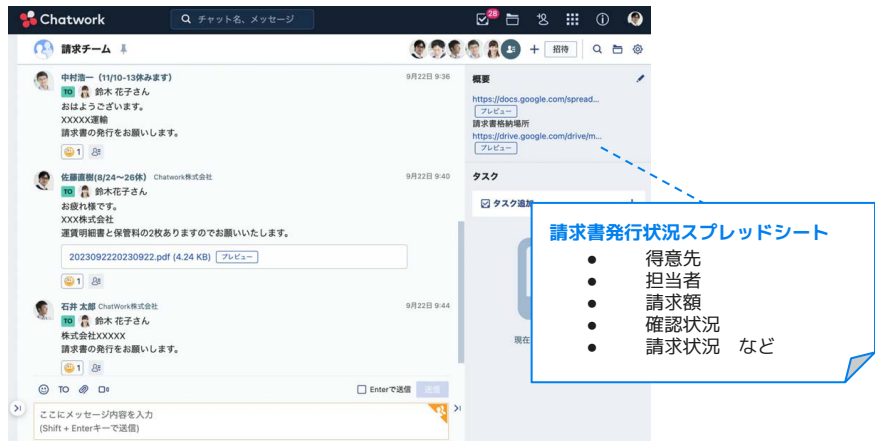 Chatwork
チャット名、メッセージ
28
請求チーム
招待
中村浩一（11/10-13休みます）
9月22日 9:36
TO 鈴木 花子さん
おはようございます。
XXXXX運輸
請求書の発行をお願いします。
1
佐藤直樹(8/24〜26休) Chatwork株式会社
9月22日 9:40
TO 鈴木花子さん
お疲れ様です。
XXX株式会社
運賃明細書と保管料の2枚ありますのでお願いいたします。
2023092220230922.pdf (4.24 KB) プレビュー
1
石井 太郎 ChatWork株式会社
9月22日 9:44
TO 鈴木 花子さん
株式会社XXXXX
請求書の発行をお願いします。
1
TO
Enterで送信
送信
ここにメッセージ内容を入力
(Shift + Enterキーで送信)
概要
https://docs.google.com/spread...
プレビュー
請求書格納場所
https://drive.google.com/drive/m...
プレビュー
タスク
タスク追加
現在
請求書発行状況スプレッドシート
● 得意先
● 担当者
● 請求額
● 確認状況
● 請求状況　など